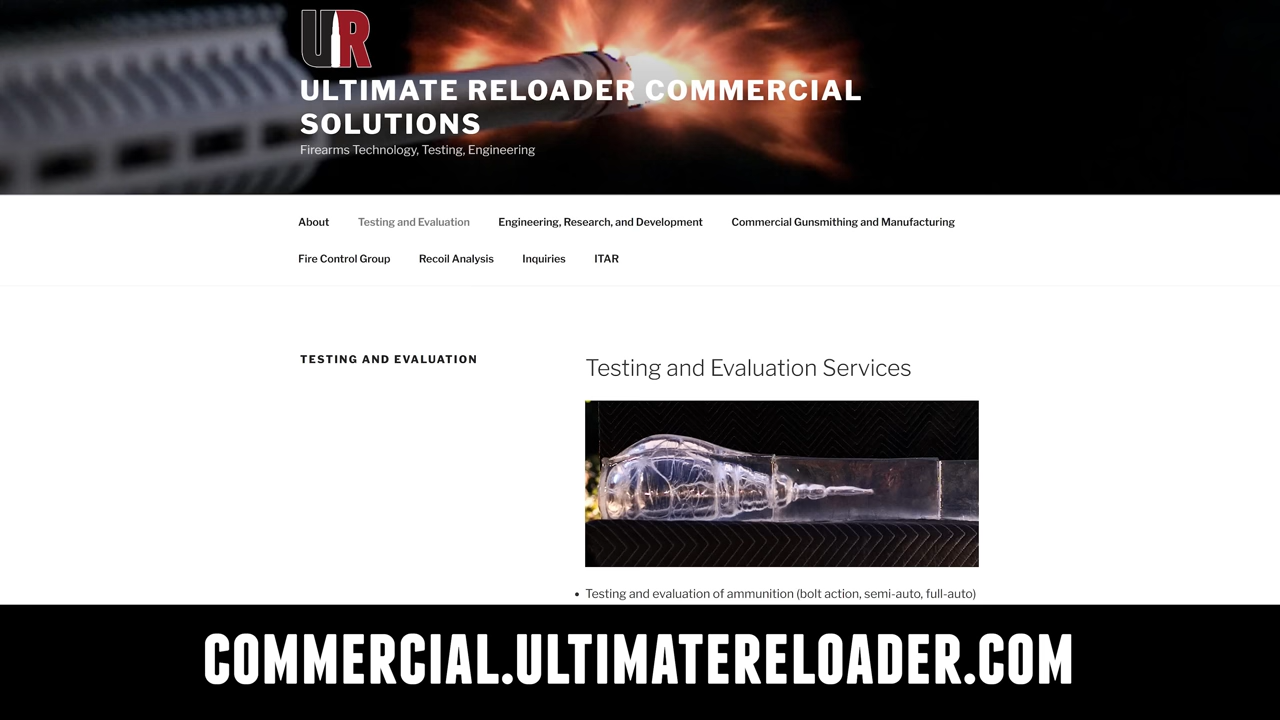 UR
ULTIMATE RELOADER COMMERCIAL
SOLUTIONS
Firearms Technology, Testing, Engineering
About Testing and Evaluation Engineering, Research, and Development Commercial Gunsmithing and Manufacturing
Fire Control Group Recoil Analysis Inquiries ITAR
TESTING AND EVALUATION
Testing and Evaluation Services
• Testing and evaluation of ammunition (bolt action, semi-auto, full-auto)
COMMERCIAL.ULTIMATERELOADER.COM